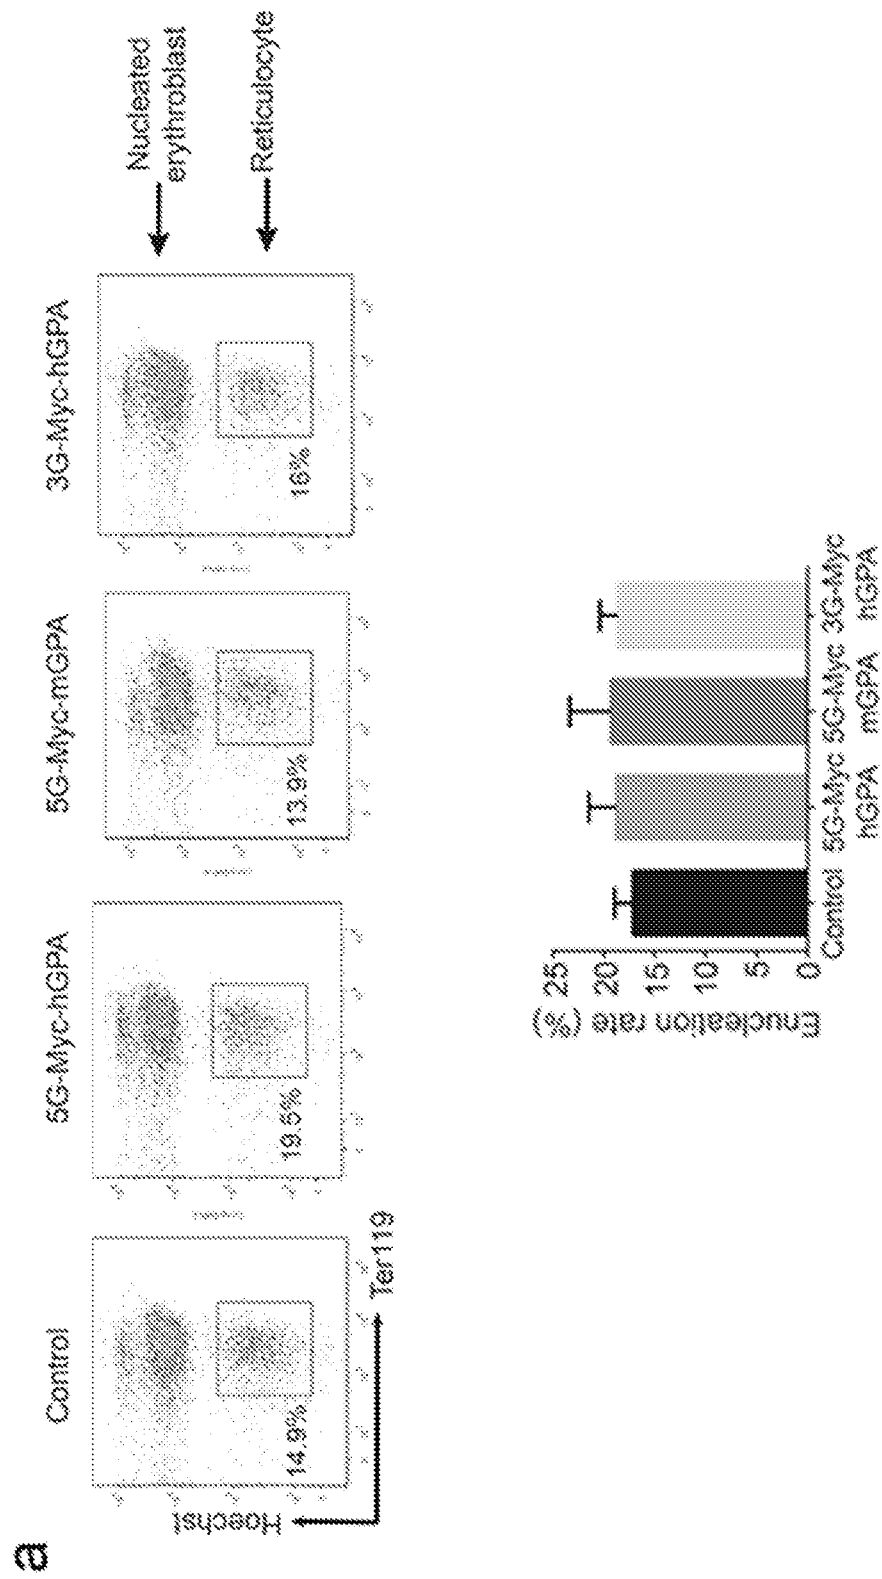 a
Control
5G-Myc-hGPA
5G-Myc-mGPA
3G-Myc-hGPA
Nucleated
erythroblast
Reticulocyte
14.9%
19.5%
13.9%
16%
Hoechst
Ter119
Enucleation rate (%)
25
20
15
10
5
0
Control
5G-Myc
hGPA
5G-Myc
mGPA
3G-Myc
hGPA